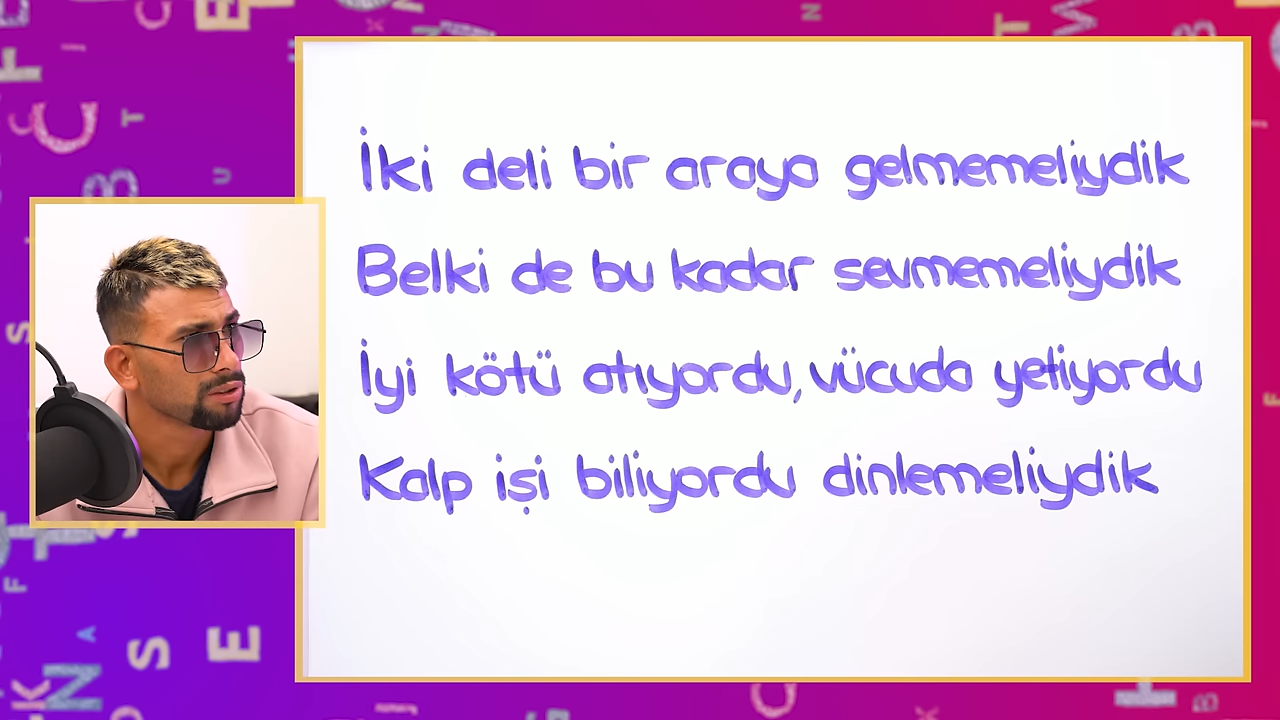 İki deli bir araya gelmemeliydik
Belki de bu kadar sevmemeliydik
İyi kötü atıyordu, vücuda yetiyordu
Kalp işi biliyordu dinlemeliydik